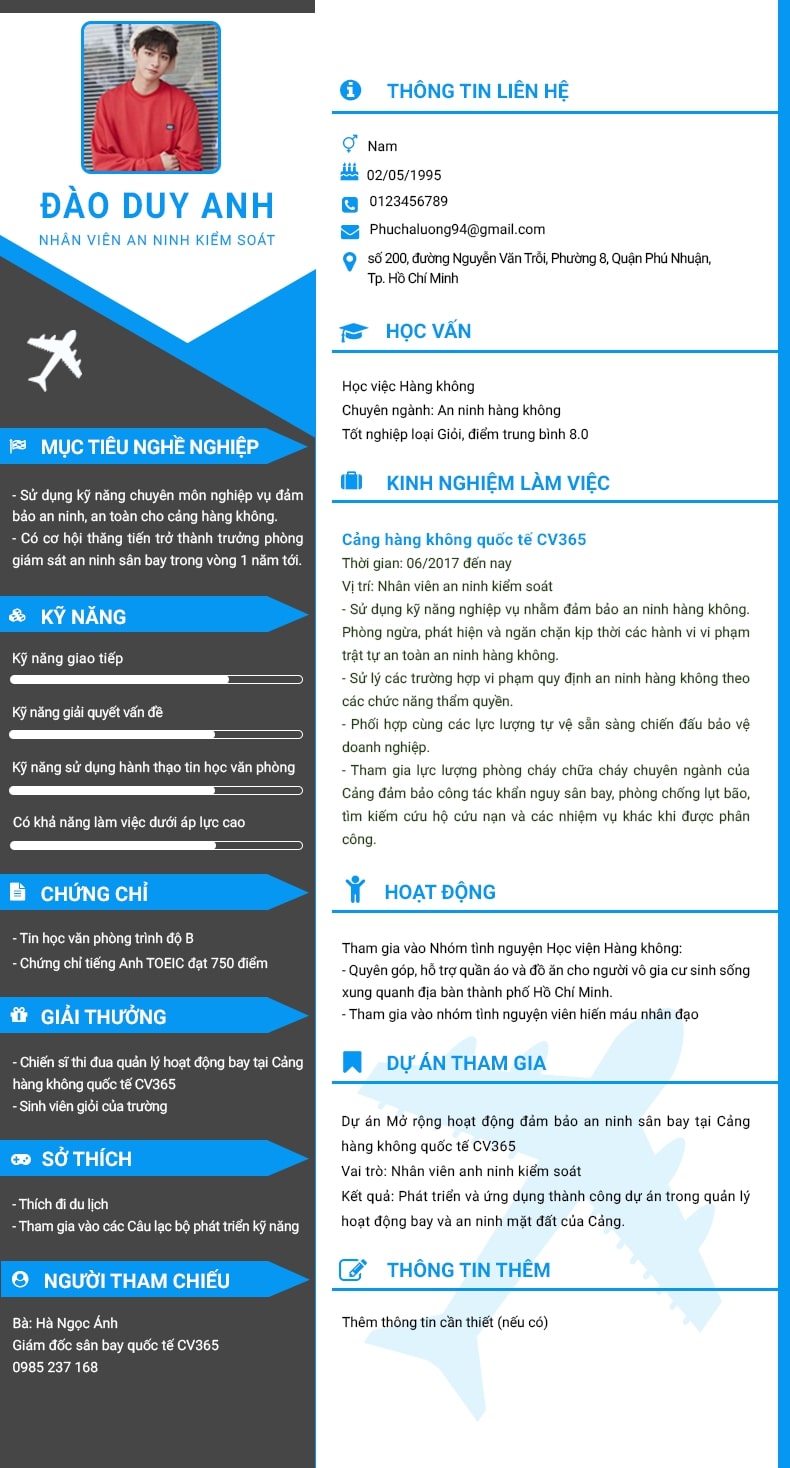 ĐÀO DUY ANH
NHÂN VIÊN AN NINH KIỂM SOÁT
MỤC TIÊU NGHỀ NGHIỆP
- Sử dụng kỹ năng chuyên môn nghiệp vụ đảm
bảo an ninh, an toàn cho cảng hàng không.
- Có cơ hội thăng tiến trở thành trưởng phòng
giám sát an ninh sân bay trong vòng 1 năm tới.
KỸ NĂNG
Kỹ năng giao tiếp
Kỹ năng giải quyết vấn đề
Kỹ năng sử dụng hành thạo tin học văn phòng
Có khả năng làm việc dưới áp lực cao
CHỨNG CHỈ
- Tin học văn phòng trình độ B
- Chứng chỉ tiếng Anh TOEIC đạt 750 điểm
GIẢI THƯỞNG
- Chiến sĩ thi đua quản lý hoạt động bay tại Cảng
hàng không quốc tế CV365
- Sinh viên giỏi của trường
SỞ THÍCH
- Thích đi du lịch
- Tham gia vào các Câu lạc bộ phát triển kỹ năng
NGƯỜI THAM CHIẾU
Bà: Hà Ngọc Ánh
Giám đốc sân bay quốc tế CV365
0985 237 168
THÔNG TIN LIÊN HỆ
Nam
02/05/1995
0123456789
Phuchaluong94@gmail.com
số 200, đường Nguyễn Văn Trỗi, Phường 8, Quận Phú Nhuận,
Tp. Hồ Chí Minh
HỌC VẤN
Học việc Hàng không
Chuyên ngành: An ninh hàng không
Tốt nghiệp loại Giỏi, điểm trung bình 8.0
KINH NGHIỆM LÀM VIỆC
Cảng hàng không quốc tế CV365
Thời gian: 06/2017 đến nay
Vị trí: Nhân viên an ninh kiểm soát
- Sử dụng kỹ năng nghiệp vụ nhằm đảm bảo an ninh hàng không.
Phòng ngừa, phát hiện và ngăn chặn kịp thời các hành vi vi phạm
trật tự an toàn an ninh hàng không.
- Sử lý các trường hợp vi phạm quy định an ninh hàng không theo
các chức năng thẩm quyền.
- Phối hợp cùng các lực lượng tự vệ sẵn sàng chiến đấu bảo vệ
doanh nghiệp.
- Tham gia lực lượng phòng cháy chữa cháy chuyên ngành của
Cảng đảm bảo công tác khẩn nguy sân bay, phòng chống lụt bão,
tìm kiếm cứu hộ cứu nạn và các nhiệm vụ khác khi được phân
công.
HOẠT ĐỘNG
Tham gia vào Nhóm tình nguyện Học viện Hàng không:
- Quyên góp, hỗ trợ quần áo và đồ ăn cho người vô gia cư sinh sống
xung quanh địa bàn thành phố Hồ Chí Minh.
- Tham gia vào nhóm tình nguyện viên hiến máu nhân đạo
DỰ ÁN THAM GIA
Dự án Mở rộng hoạt động đảm bảo an ninh sân bay tại Cảng
hàng không quốc tế CV365
Vai trò: Nhân viên anh ninh kiểm soát
Kết quả: Phát triển và ứng dụng thành công dự án trong quản lý
hoạt động bay và an ninh mặt đất của Cảng.
THÔNG TIN THÊM
Thêm thông tin cần thiết (nếu có)